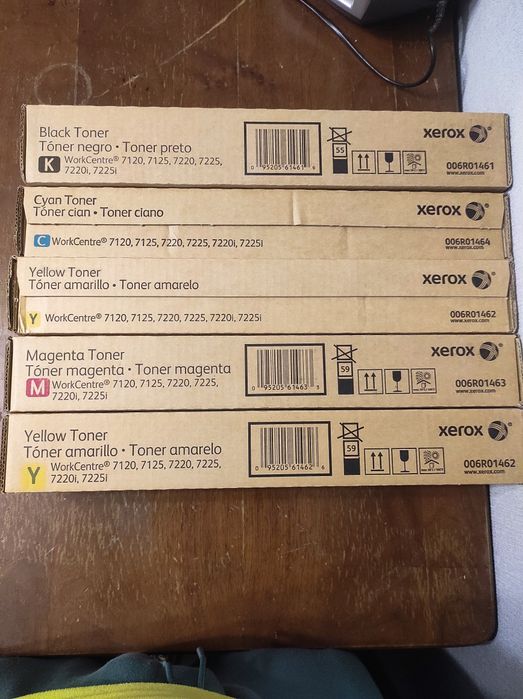 Black Toner
Tóner negro • Toner preto
K WorkCentre® 7120, 7125, 7220, 7225,
7220i, 7225i
0 95205 61461 6
55
xerox
006R01461
www.xerox.com
Cyan Toner
Tóner cian • Toner ciano
xerox
C WorkCentre® 7120, 7125, 7220, 7225, 7220i, 7225i
006R01464
www.xerox.com
Yellow Toner
Tóner amarillo • Toner amarelo
xerox
Y WorkCentre® 7120, 7125, 7220, 7225, 7220i, 7225i
006R01462
www.xerox.com
Magenta Toner
Tóner magenta • Toner magenta
M WorkCentre® 7120, 7125, 7220, 7225,
7220i, 7225i
0 95205 61463 3
59
xerox
006R01463
www.xerox.com
Yellow Toner
Tóner amarillo • Toner amarelo
Y WorkCentre® 7120, 7125, 7220, 7225,
7220i, 7225i
0 95205 61462 6
59
xerox
006R01462
www.xerox.com